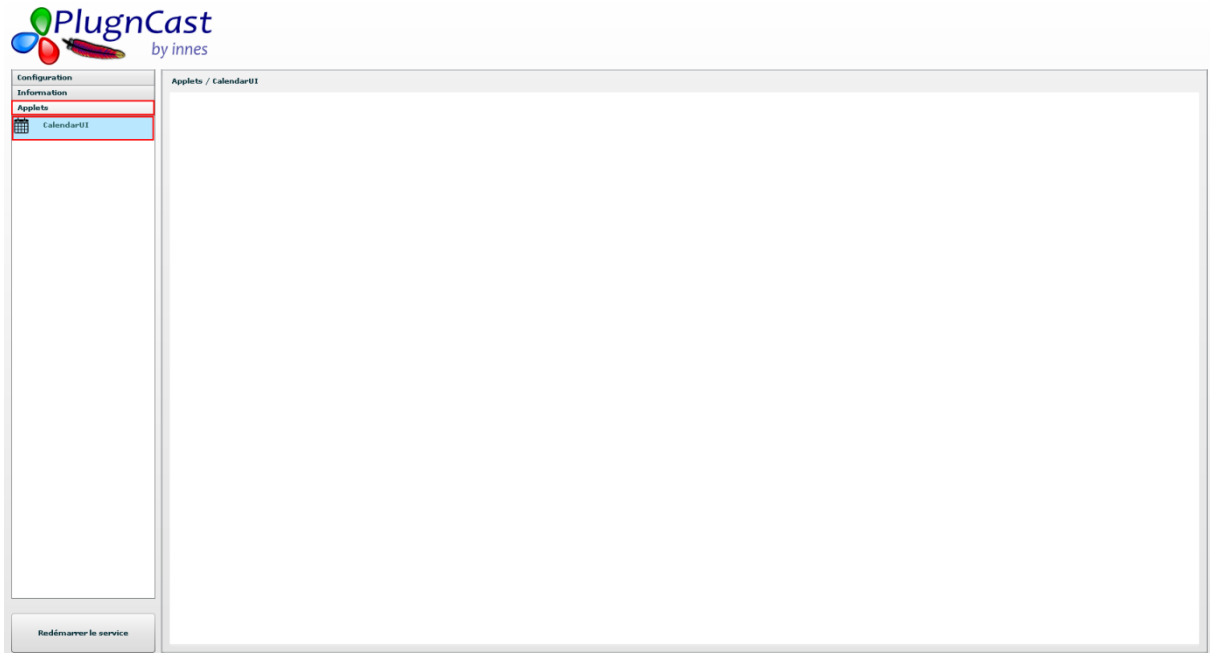 PlugnCast
by innes
Configuration
Information
Applets
CalendarUI
Redémarrer le service
Applets / CalendarUI